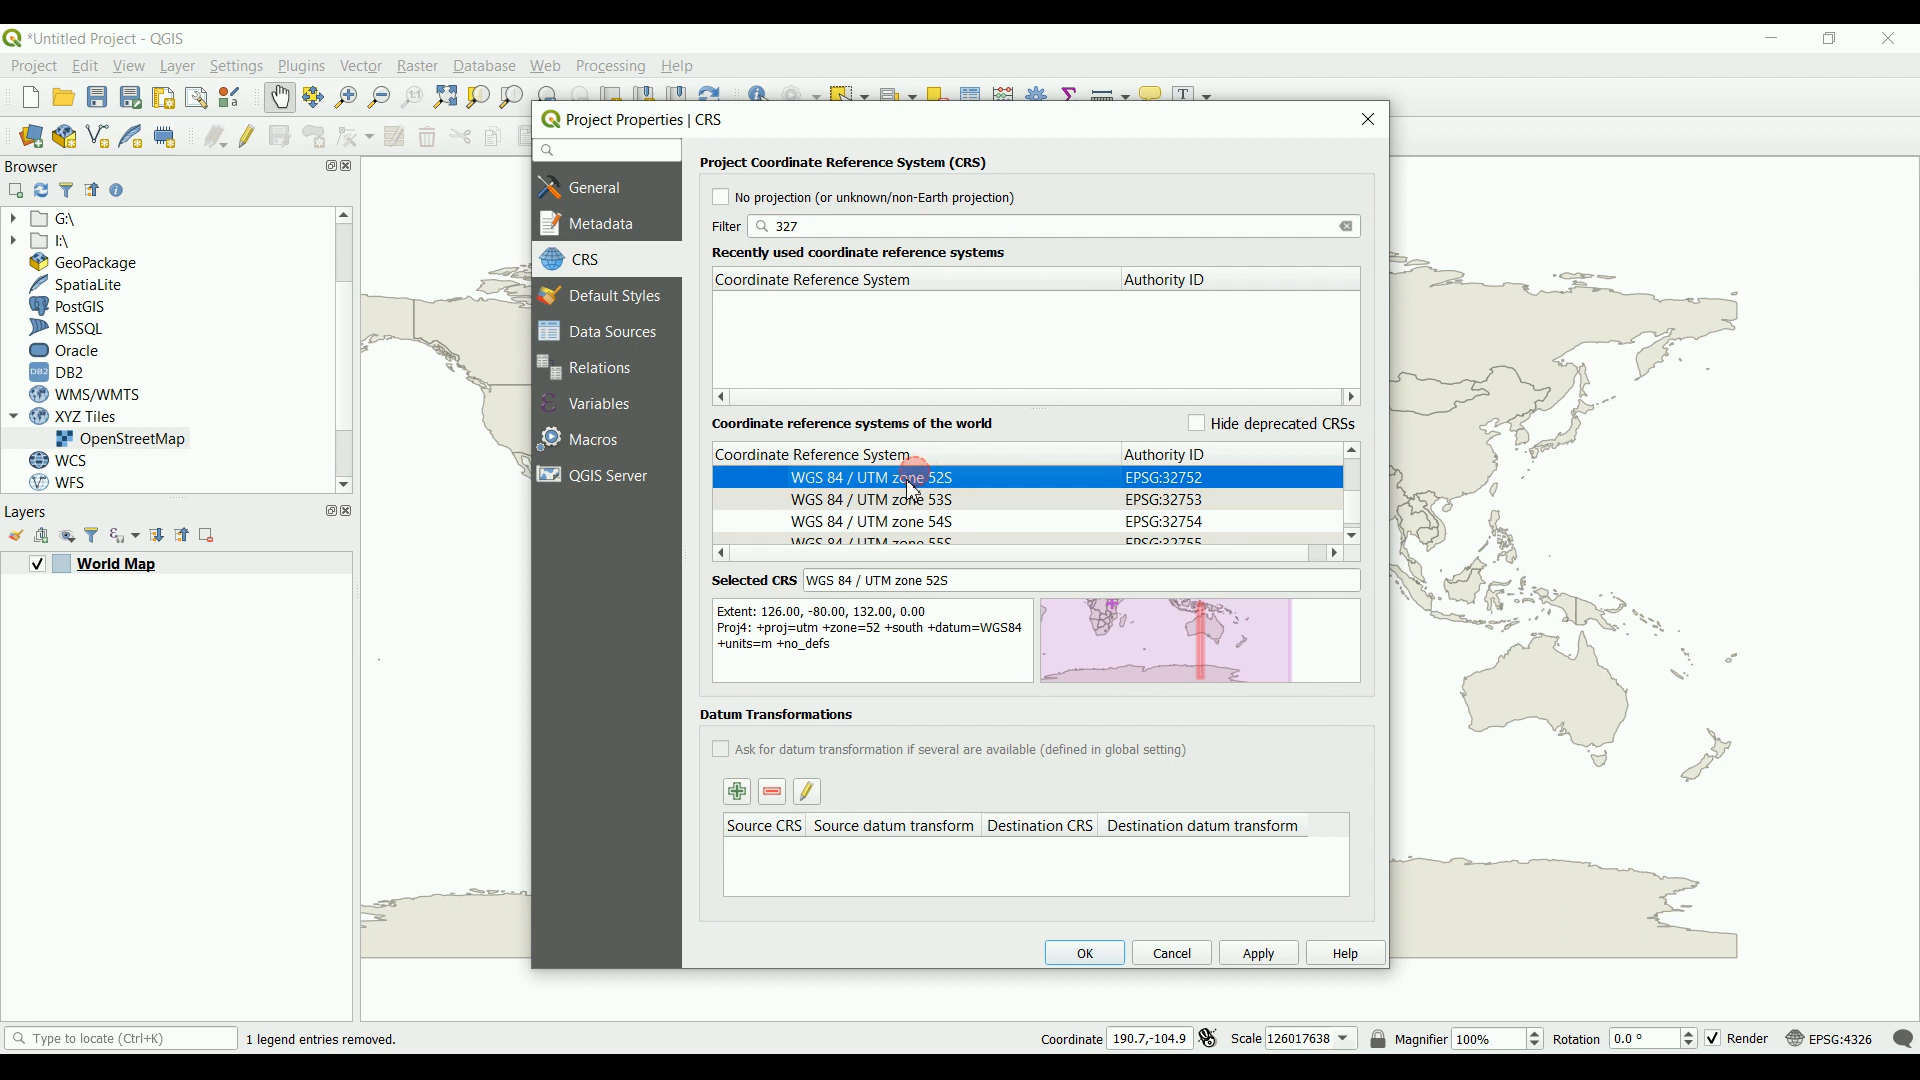 *Untitled Project - QGIS
Project Edit View Layer Settings Plugins Vector Raster Database Web Processing Help
Project Properties | CRS
Browser
G:\
I:\
GeoPackage
SpatiaLite
PostGIS
MSSQL
Oracle
DB2
WMS/WMTS
XYZ Tiles
OpenStreetMap
WCS
WFS
Layers
World Map
General
Metadata
CRS
Default Styles
Data Sources
Relations
Variables
Macros
QGIS Server
Project Coordinate Reference System (CRS)
No projection (or unknown/non-Earth projection)
Filter 327
Recently used coordinate reference systems
Coordinate Reference System Authority ID
Coordinate reference systems of the world Hide deprecated CRSs
Coordinate Reference System Authority ID
WGS 84 / UTM zone 52S EPSG:32752
WGS 84 / UTM zone 53S EPSG:32753
WGS 84 / UTM zone 54S EPSG:32754
WGS 84 / UTM zone 55S EPSG:32755
Selected CRS WGS 84 / UTM zone 52S
Extent: 126.00, -80.00, 132.00, 0.00
Proj4: +proj=utm +zone=52 +south +datum=WGS84
+units=m +no_defs
Datum Transformations
Ask for datum transformation if several are available (defined in global setting)
Source CRS Source datum transform Destination CRS Destination datum transform
OK Cancel Apply Help
Type to locate (Ctrl+K) 1 legend entries removed. Coordinate 190.7,-104.9 Scale 126017638 Magnifier 100% Rotation 0.0 ° Render EPSG:4326